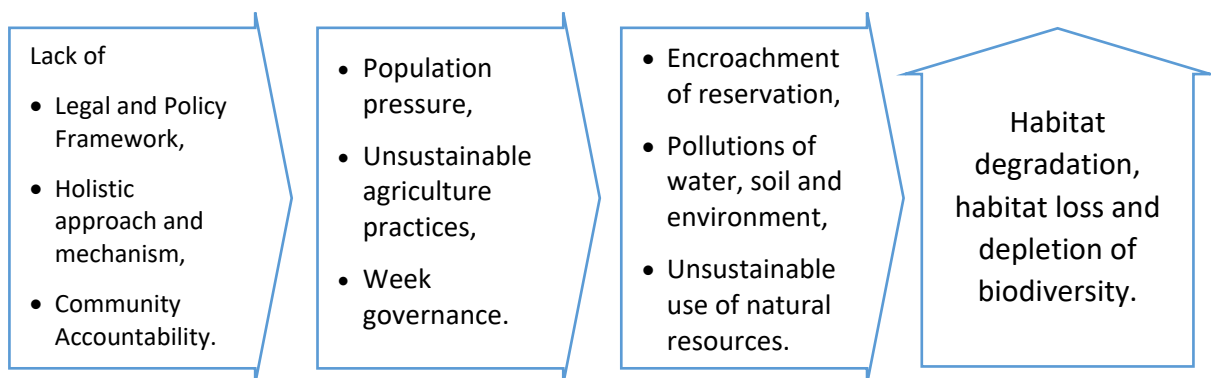 Lack of
• Legal and Policy
Framework,
• Holistic
approach and
mechanism,
• Community
Accountability.
• Population
pressure,
• Unsustainable
agriculture
practices,
• Week
governance.
• Encroachment
of reservation,
• Pollutions of
water, soil and
environment,
• Unsustainable
use of natural
resources.
Habitat
degradation,
habitat loss and
depletion of
biodiversity.